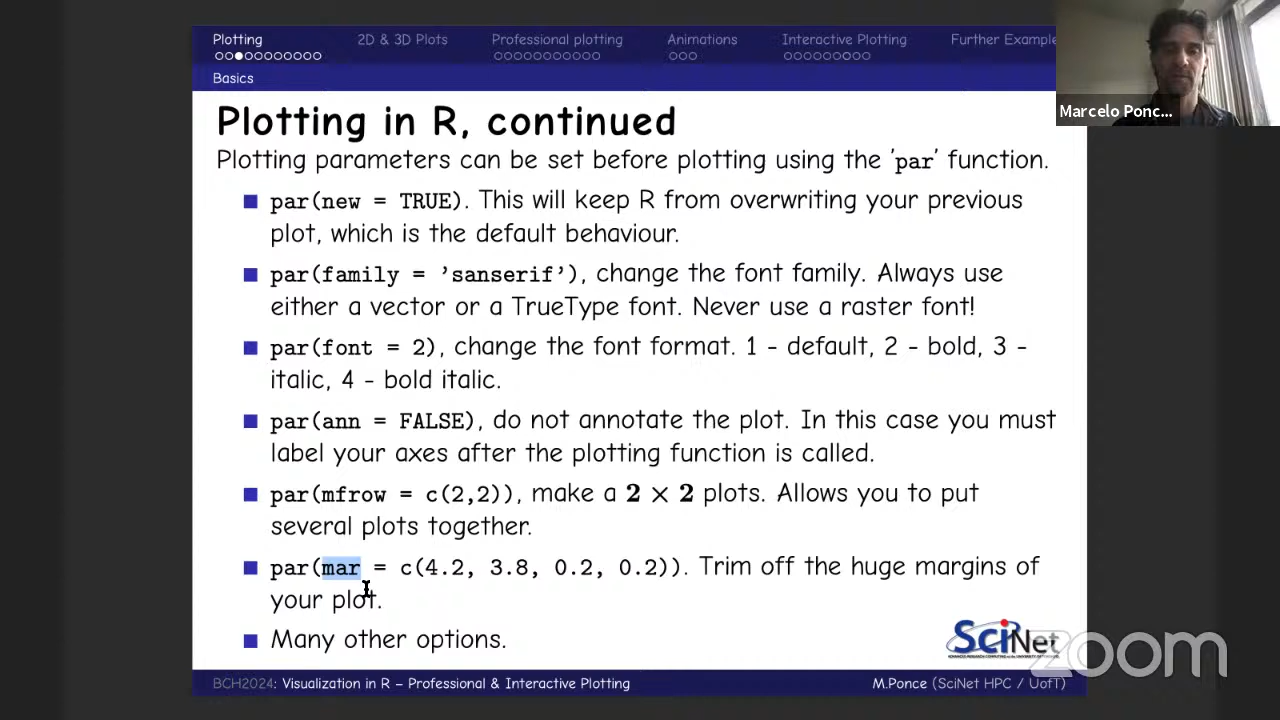 Plotting 2D & 3D Plots Professional plotting Animations Interactive Plotting Further Example
Basics
Marcelo Ponc...
Plotting in R, continued
Plotting parameters can be set before plotting using the 'par' function.
par(new = TRUE). This will keep R from overwriting your previous
plot, which is the default behaviour.
par(family = 'sanserif'), change the font family. Always use
either a vector or a TrueType font. Never use a raster font!
par(font = 2), change the font format. 1 - default, 2 - bold, 3 -
italic, 4 - bold italic.
par(ann = FALSE), do not annotate the plot. In this case you must
label your axes after the plotting function is called.
par(mfrow = c(2,2)), make a 2 × 2 plots. Allows you to put
several plots together.
par(mar = c(4.2, 3.8, 0.2, 0.2)). Trim off the huge margins of
your plot.
Many other options.
SciNet
zoom
BCH2024: Visualization in R – Professional & Interactive Plotting M.Ponce (SciNet HPC / UofT)